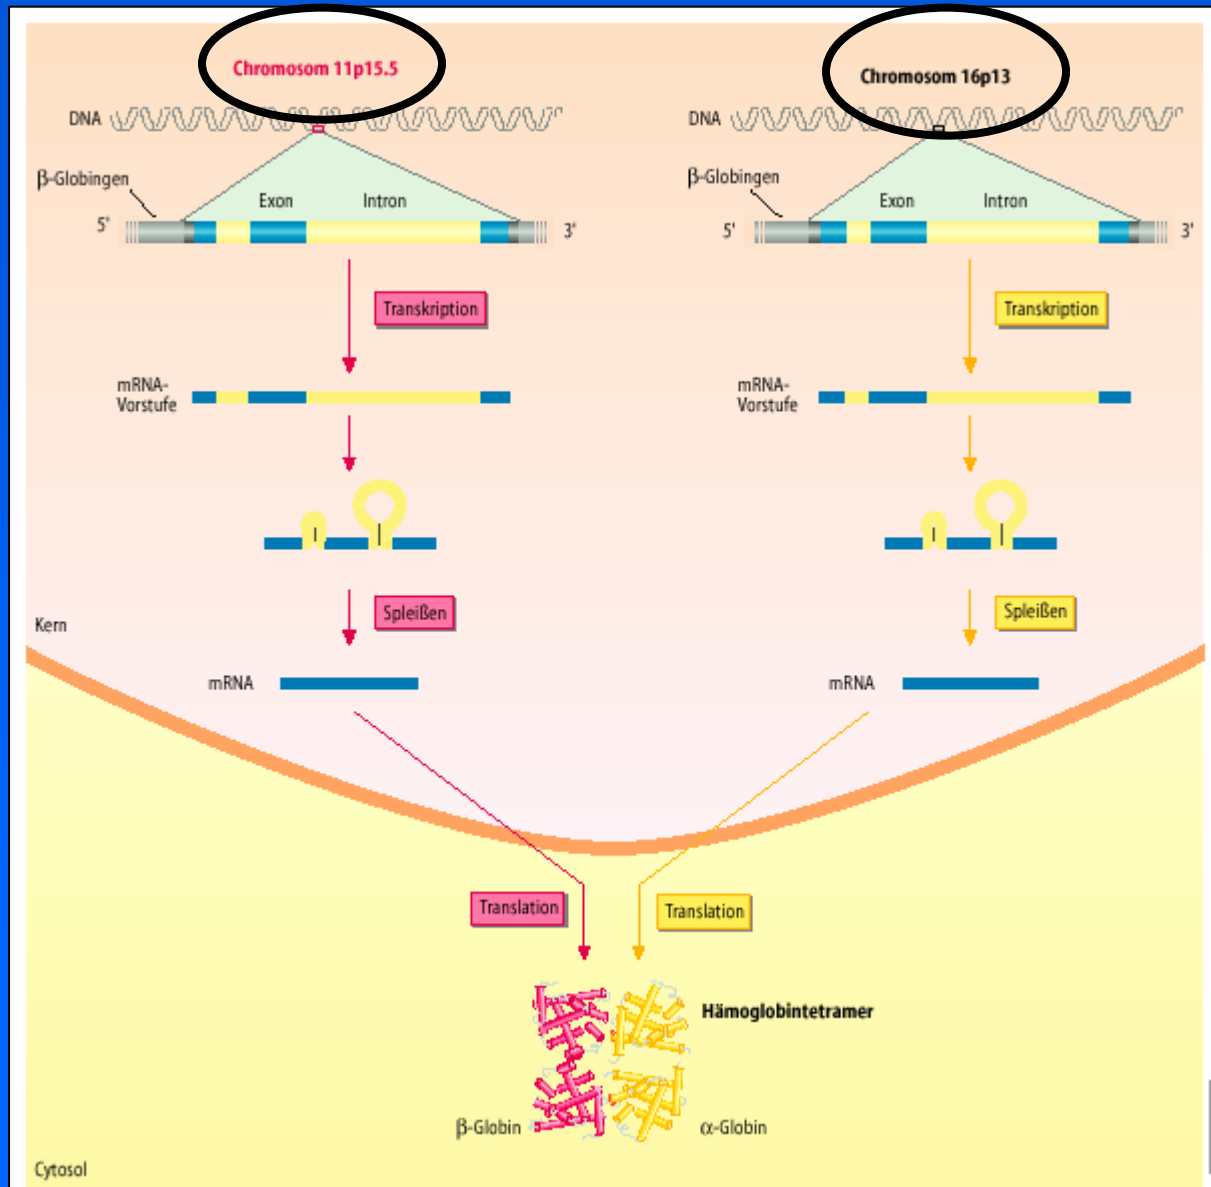 Chromosom 11p15.5
Chromosom 16p13
DNA
DNA
β-Globingen
β-Globingen
Exon
Intron
Exon
Intron
5'
3'
5'
3'
Transkription
Transkription
mRNA-
Vorstufe
mRNA-
Vorstufe
I
I
I
I
Spleißen
Spleißen
Kern
mRNA
mRNA
Translation
Translation
Hämoglobintetramer
β-Globin
α-Globin
Cytosol